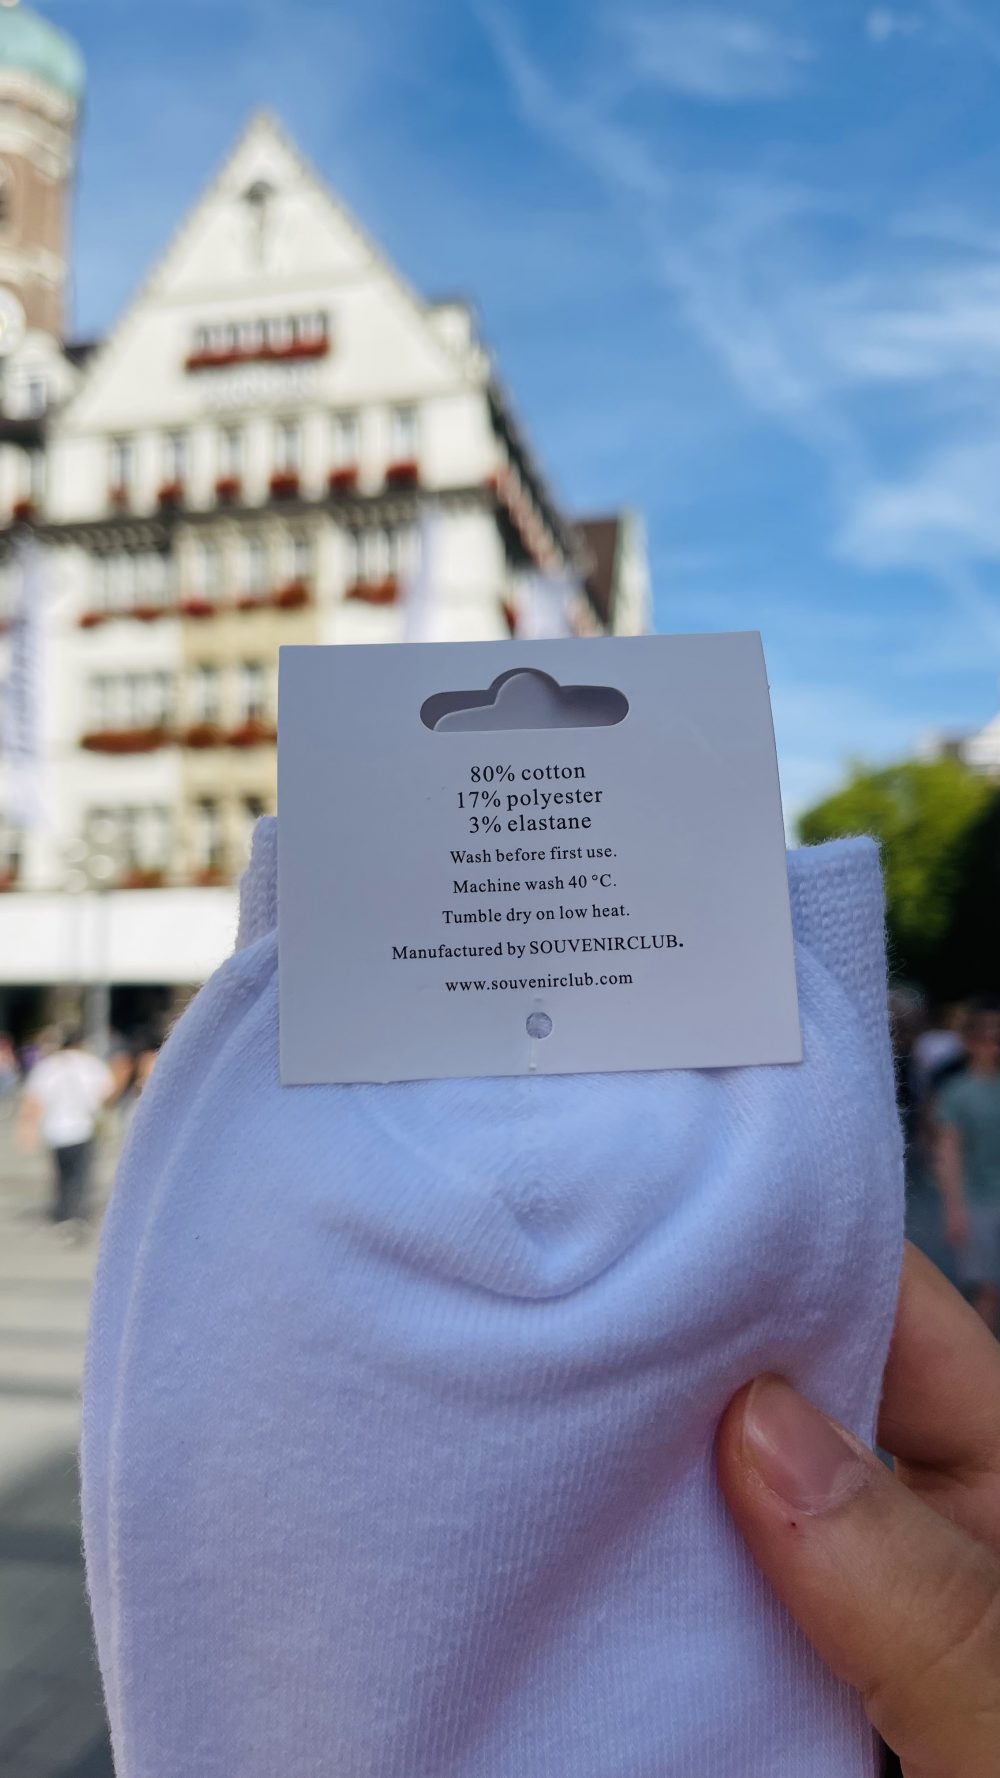 80% cotton
17% polyester
3% elastane
Wash before first use.
Machine wash 40 °C.
Tumble dry on low heat.
Manufactured by SOUVENIRCLUB.
www.souvenirclub.com